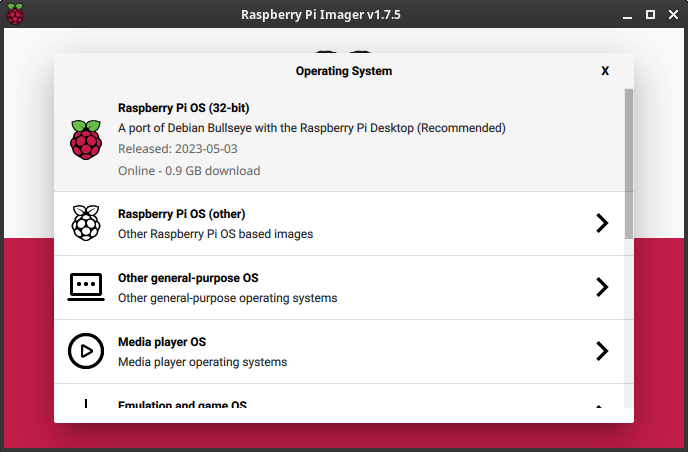 Raspberry Pi Imager v1.7.5
Operating System
X
Raspberry Pi OS (32-bit)
A port of Debian Bullseye with the Raspberry Pi Desktop (Recommended)
Released: 2023-05-03
Online - 0.9 GB download
Raspberry Pi OS (other)
Other Raspberry Pi OS based images
Other general-purpose OS
Other general-purpose operating systems
Media player OS
Media player operating systems
Emulation and game OS